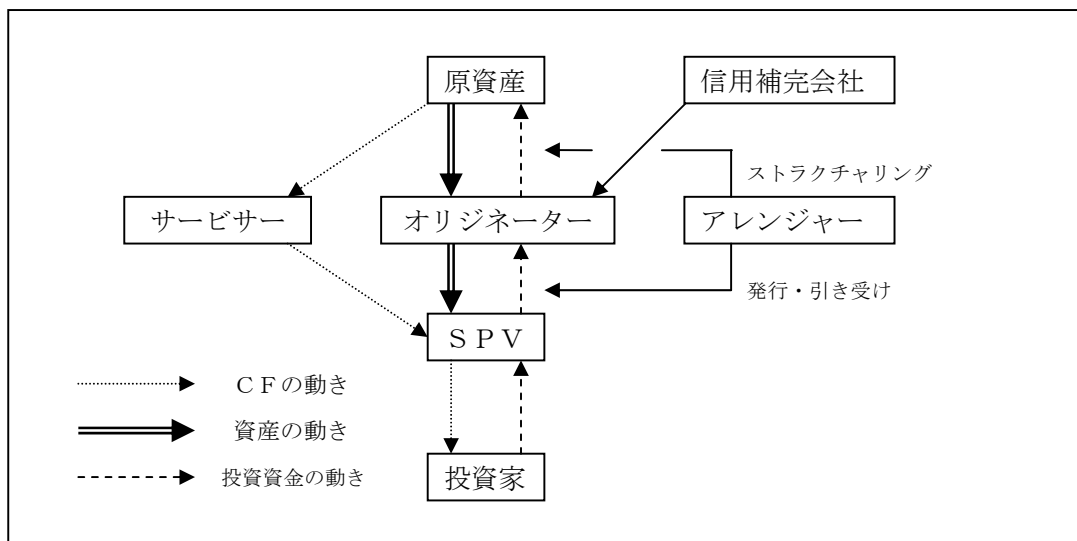 原資産
信用補完会社
ストラクチャリング
サービサー
オリジネーター
アレンジャー
発行・引き受け
ＳＰＶ
ＣＦの動き
資産の動き
投資資金の動き
投資家